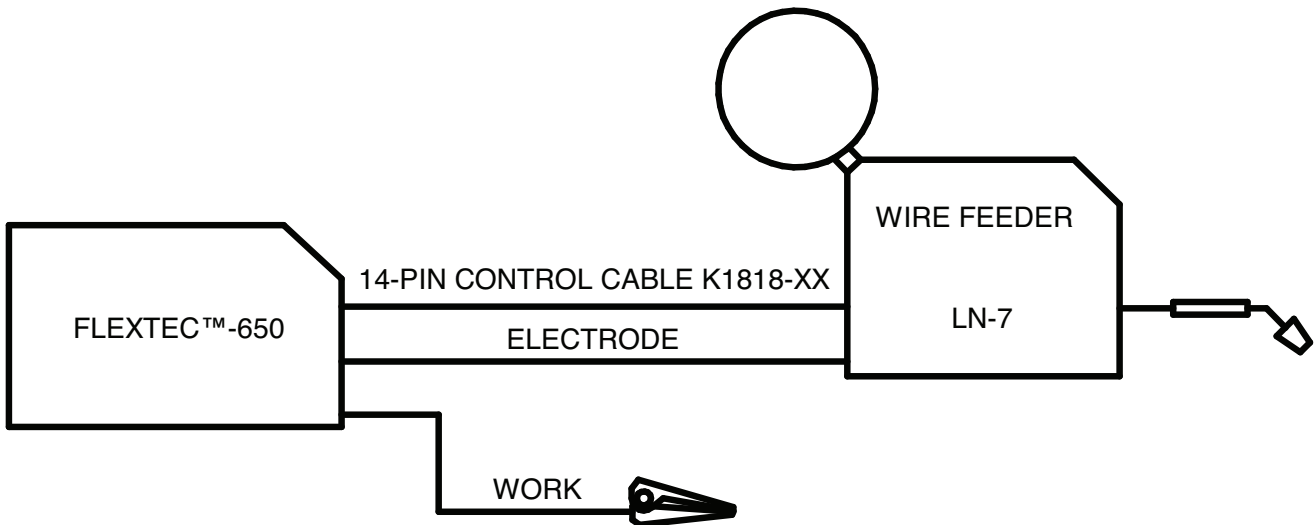 WIRE FEEDER
14-PIN CONTROL CABLE K1818-XX
FLEXTEC™-650
LN-7
ELECTRODE
WORK